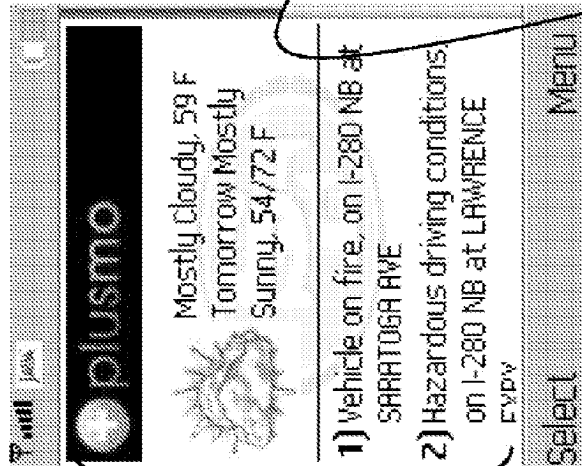 plusmo
Mostly Cloudy, 59 F
Tomorrow Mostly
Sunny, 54/72 F
1) Vehicle on fire, on I-280 NB at
SARATOGA AVE
2) Hazardous driving conditions,
on I-280 NB at LAWRENCE
EXPY
Select Menu